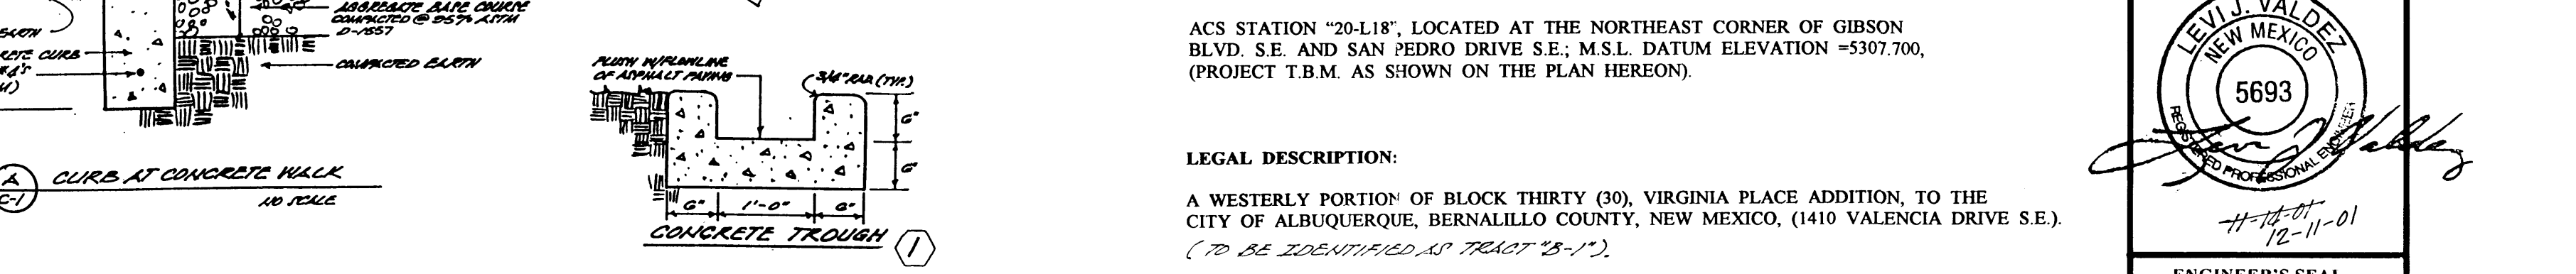 AGGREGATE BASE COURSE
COMPACTED @ 95% ASTM
D-1557
EARTH
CURB
COMPACTED EARTH
A
C-1
CURB AT CONCRETE WALK
NO SCALE
FLUSH W/FLOWLINE
OF ASPHALT PAVING
3/4" RAD (TYP.)
6"
6"
6"
1'-0"
6"
CONCRETE TROUGH
1
ACS STATION "20-L18", LOCATED AT THE NORTHEAST CORNER OF GIBSON
BLVD. S.E. AND SAN PEDRO DRIVE S.E.; M.S.L. DATUM ELEVATION =5307.700,
(PROJECT T.B.M. AS SHOWN ON THE PLAN HEREON).
LEGAL DESCRIPTION:
A WESTERLY PORTION OF BLOCK THIRTY (30), VIRGINIA PLACE ADDITION, TO THE
CITY OF ALBUQUERQUE, BERNALILLO COUNTY, NEW MEXICO, (1410 VALENCIA DRIVE S.E.).
(TO BE IDENTIFIED AS TRACT "B-1").
LEVI J. VALDEZ
NEW MEXICO
5693
REGISTERED PROFESSIONAL ENGINEER
Levi J Valdez
11-14-01
12-11-01
ENGINEER'S SEAL